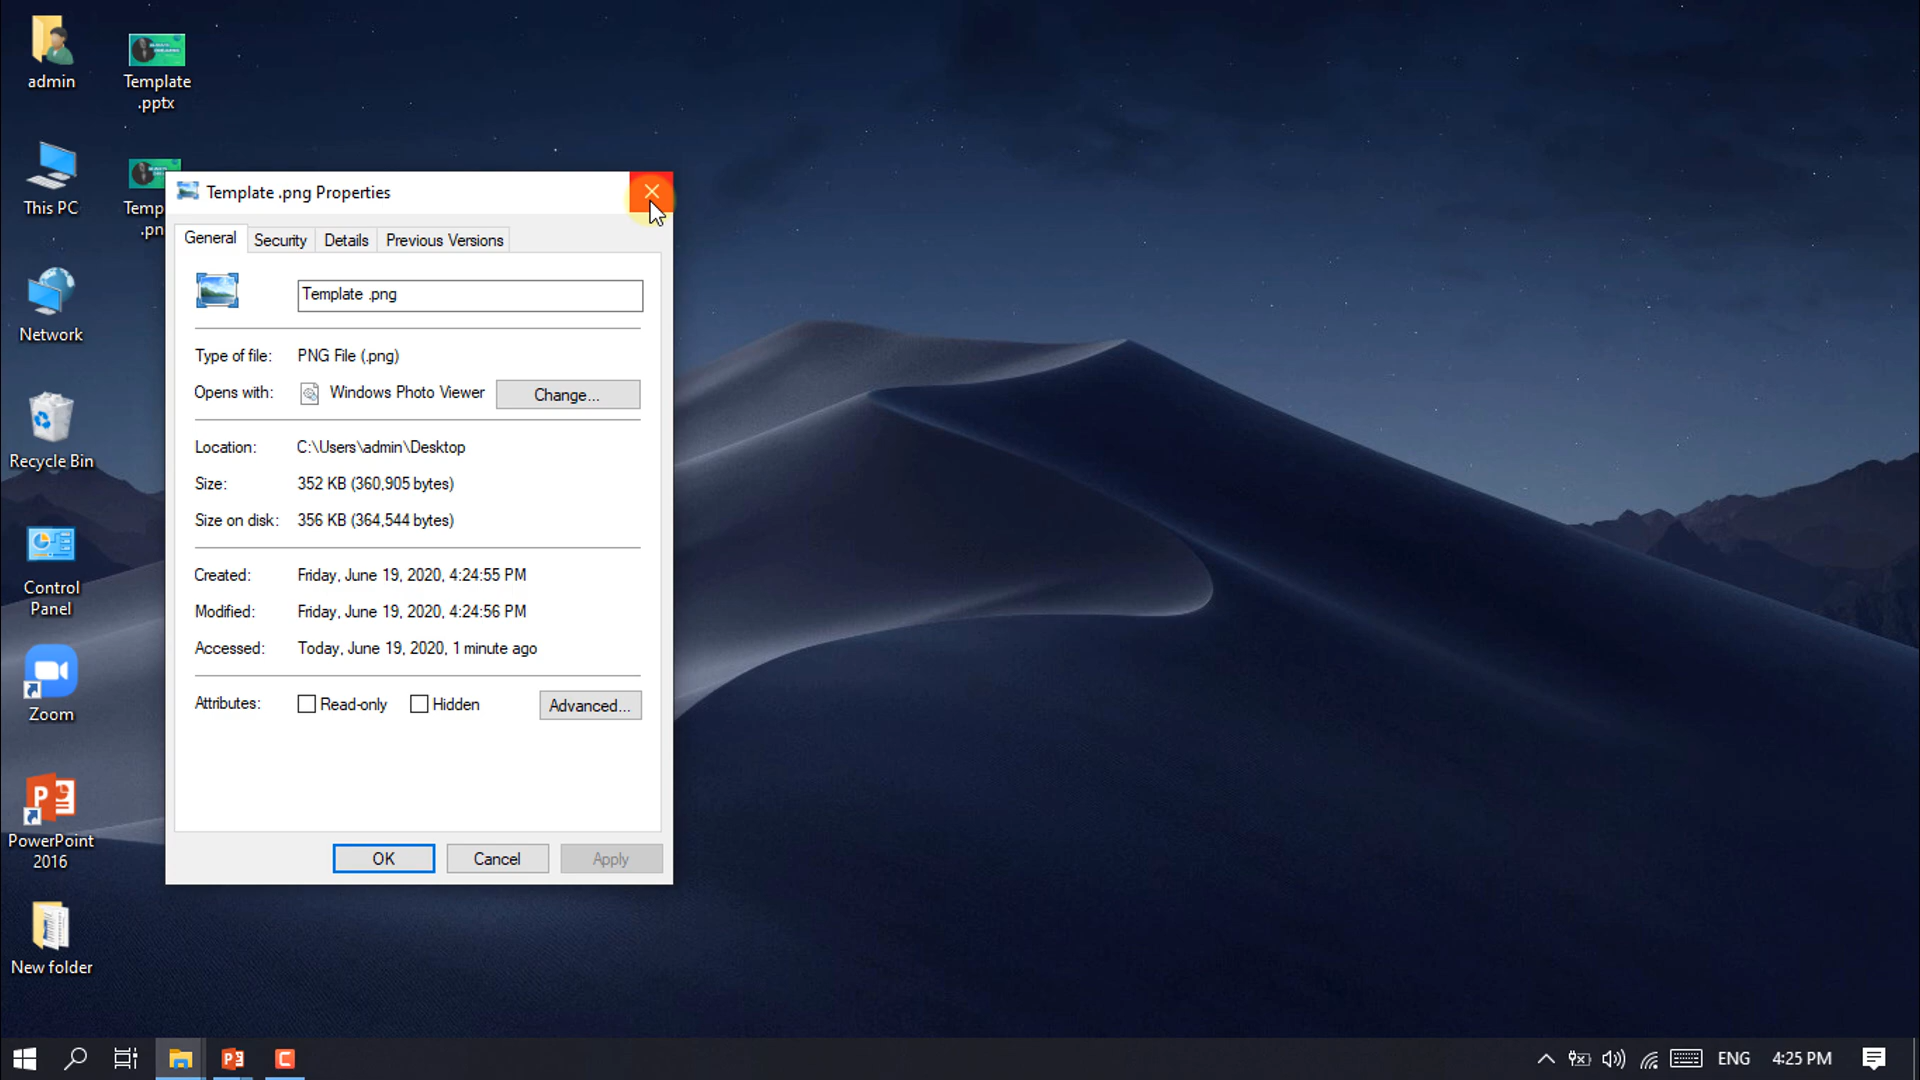 admin
Template
.pptx
This PC
Temp
.pn
Network
Recycle Bin
Control
Panel
Zoom
PowerPoint
2016
New folder
Template .png Properties
General
Security
Details
Previous Versions
Template .png
Type of file:
PNG File (.png)
Opens with:
Windows Photo Viewer
Change...
Location:
C:\Users\admin\Desktop
Size:
352 KB (360,905 bytes)
Size on disk:
356 KB (364,544 bytes)
Created:
Friday, June 19, 2020, 4:24:55 PM
Modified:
Friday, June 19, 2020, 4:24:56 PM
Accessed:
Today, June 19, 2020, 1 minute ago
Attributes:
Read-only
Hidden
Advanced...
OK
Cancel
Apply
ENG
4:25 PM